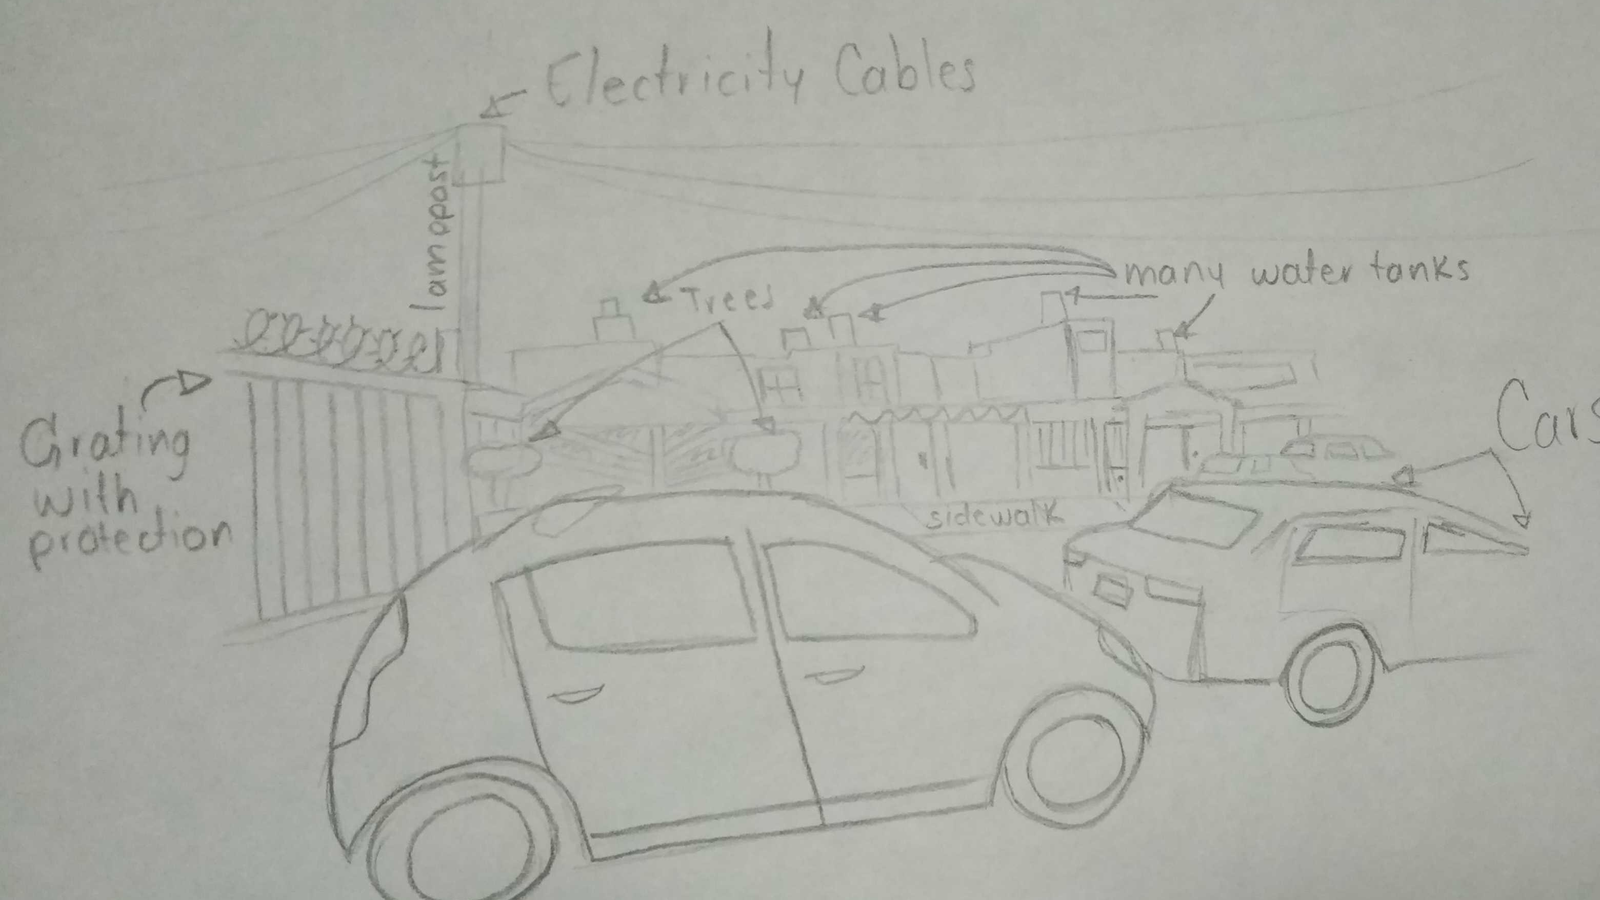 Electricity Cables
lamppost
many water tanks
Trees
Cars
Grating
with
protection
sidewalk